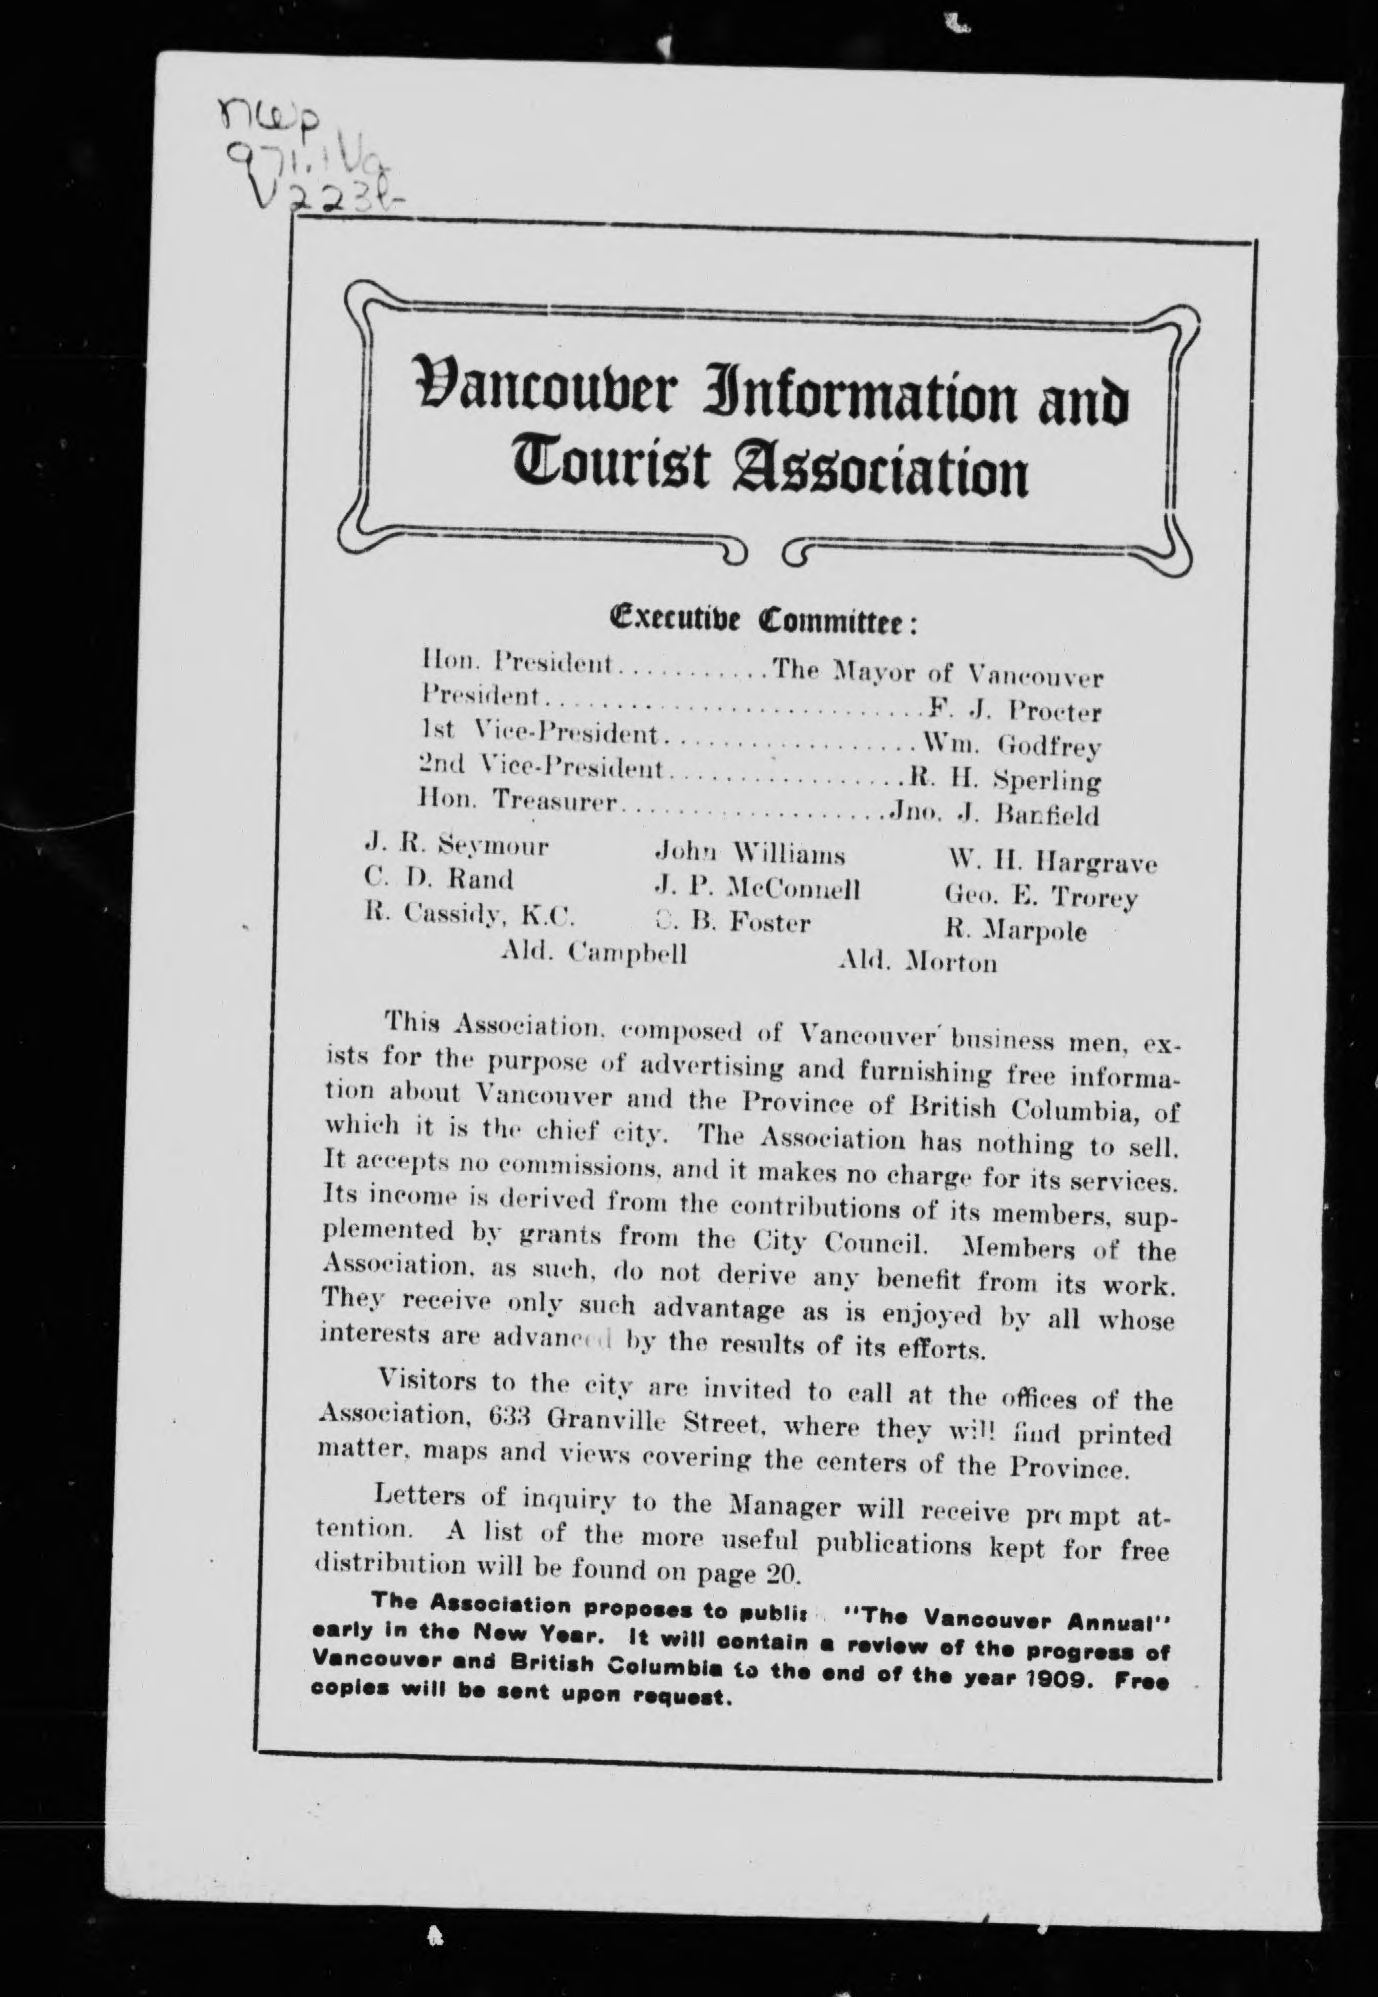 NWp
971.1Va
V223b
Vancouver Information and
Tourist Association
Executive Committee:
Hon. President...........The Mayor of Vancouver
President...........................F. J. Procter
1st Vice-President..................Wm. Godfrey
2nd Vice-President.................R. H. Sperling
Hon. Treasurer...................Jno. J. Banfield
J. R. Seymour John Williams W. H. Hargrave
C. D. Rand J. P. McConnell Geo. E. Trorey
R. Cassidy, K.C. C. B. Foster R. Marpole
Ald. Campbell Ald. Morton
This Association, composed of Vancouver business men, ex-
ists for the purpose of advertising and furnishing free informa-
tion about Vancouver and the Province of British Columbia, of
which it is the chief city. The Association has nothing to sell.
It accepts no commissions, and it makes no charge for its services.
Its income is derived from the contributions of its members, sup-
plemented by grants from the City Council. Members of the
Association, as such, do not derive any benefit from its work.
They receive only such advantage as is enjoyed by all whose
interests are advanced by the results of its efforts.
Visitors to the city are invited to call at the offices of the
Association, 633 Granville Street, where they will find printed
matter, maps and views covering the centers of the Province.
Letters of inquiry to the Manager will receive prompt at-
tention. A list of the more useful publications kept for free
distribution will be found on page 20.
The Association proposes to "The Vancouver Annual"
early in the New Year. It will contain a review of the progress of
Vancouver and British Columbia to the end of the year 1909. Free
copies will be sent upon request.